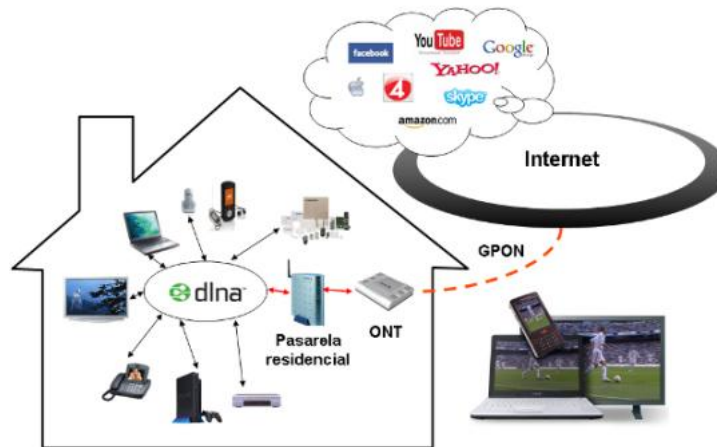 facebook
YouTube
Google
YAHOO!
4
skype
amazon.com
Internet
GPON
dlna
Pasarela
residencial
ONT